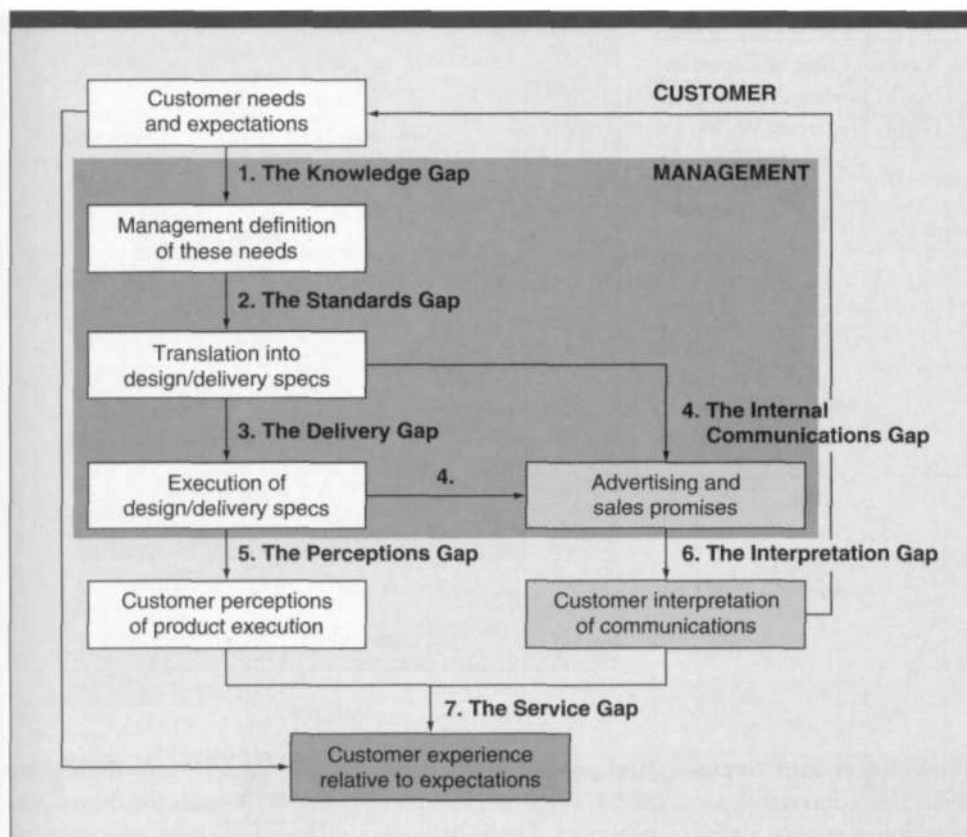 Customer needs
and expectations
CUSTOMER
1. The Knowledge Gap
MANAGEMENT
Management definition
of these needs
2. The Standards Gap
Translation into
design/delivery specs
3. The Delivery Gap
4. The Internal
Communications Gap
Execution of
design/delivery specs
4.
Advertising and
sales promises
5. The Perceptions Gap
6. The Interpretation Gap
Customer perceptions
of product execution
Customer interpretation
of communications
7. The Service Gap
Customer experience
relative to expectations